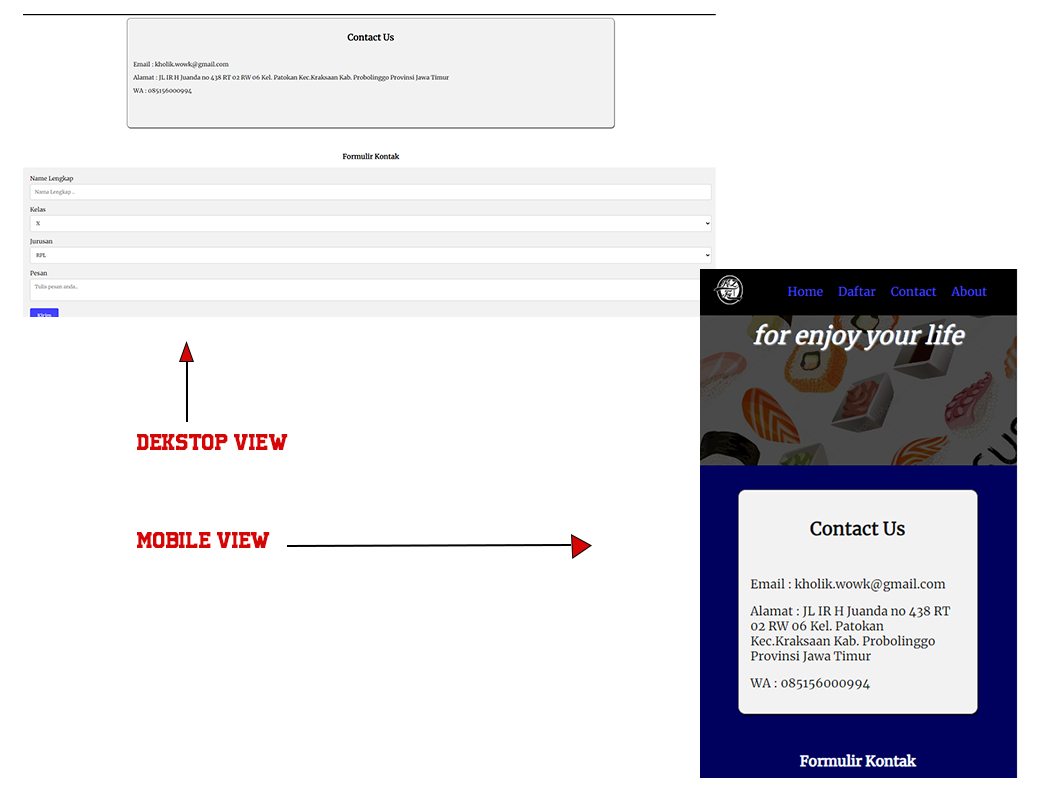 Contact Us
Email : kholik.wowk@gmail.com
Alamat : JL IR H Juanda no 438 RT 02 RW 06 Kel. Patokan Kec.Kraksaan Kab. Probolinggo Provinsi Jawa Timur
WA : 085156000994
Formulir Kontak
Name Lengkap
Nama Lengkap ..
Kelas
X
Jurusan
RPL
Pesan
Tulis pesan anda..
Kirim
DEKSTOP VIEW
MOBILE VIEW
Home Daftar Contact About
for enjoy your life
Contact Us
Email : kholik.wowk@gmail.com
Alamat : JL IR H Juanda no 438 RT
02 RW 06 Kel. Patokan
Kec.Kraksaan Kab. Probolinggo
Provinsi Jawa Timur
WA : 085156000994
Formulir Kontak